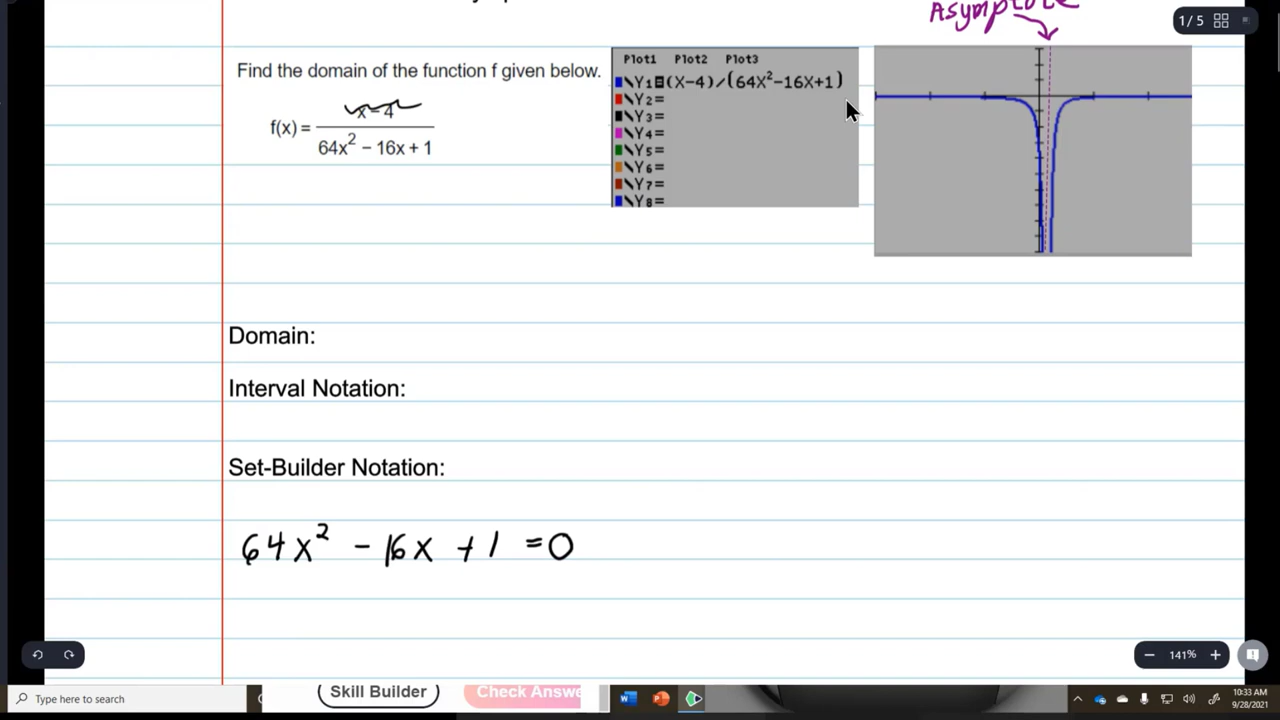 Asymptote
1/5
Find the domain of the function f given below.
x-4
f(x) =
64x² − 16x + 1
Plot1 Plot2 Plot3
\Y₁=(X-4)/(64X²-16X+1)
\Y₂=
\Y₃=
\Y₄=
\Y₅=
\Y₆=
\Y₇=
\Y₈=
Domain:
Interval Notation:
Set-Builder Notation:
64x² - 16x + 1 = 0
141%
Type here to search
Skill Builder
Check Answe
10:33 AM
9/28/2021